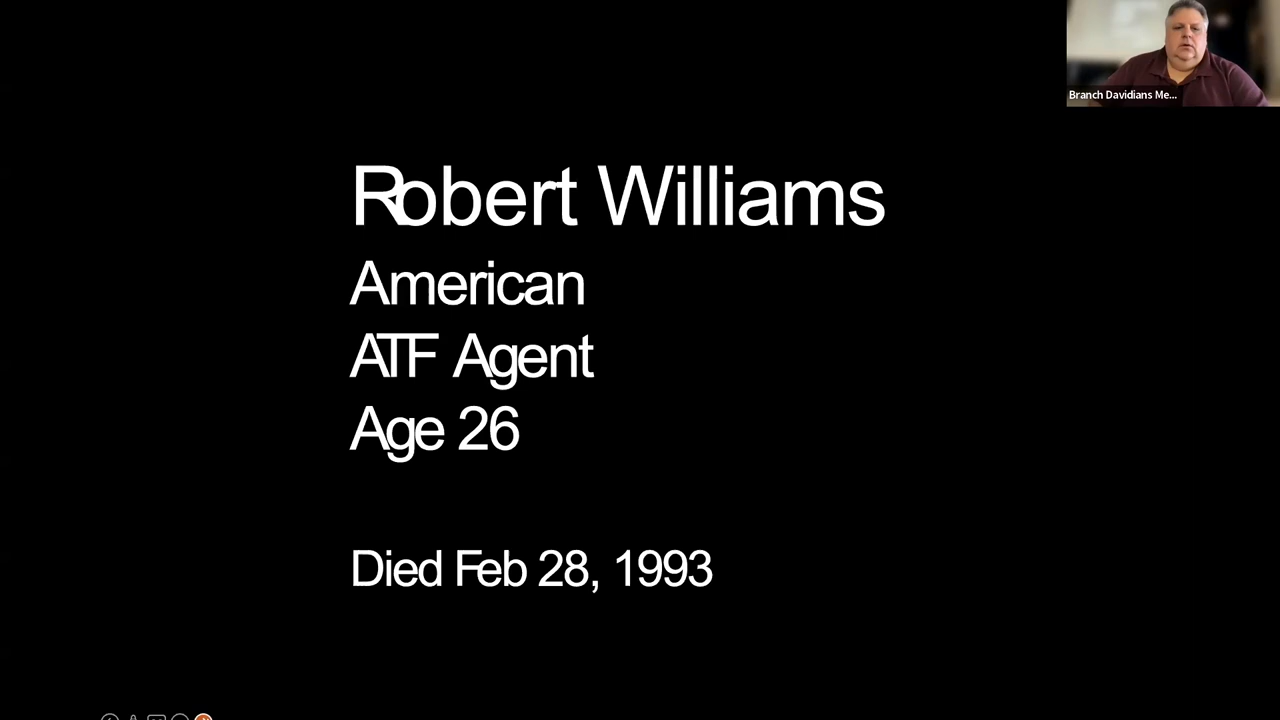 Branch Davidians Me...
Robert Williams
American
ATF Agent
Age 26
Died Feb 28, 1993